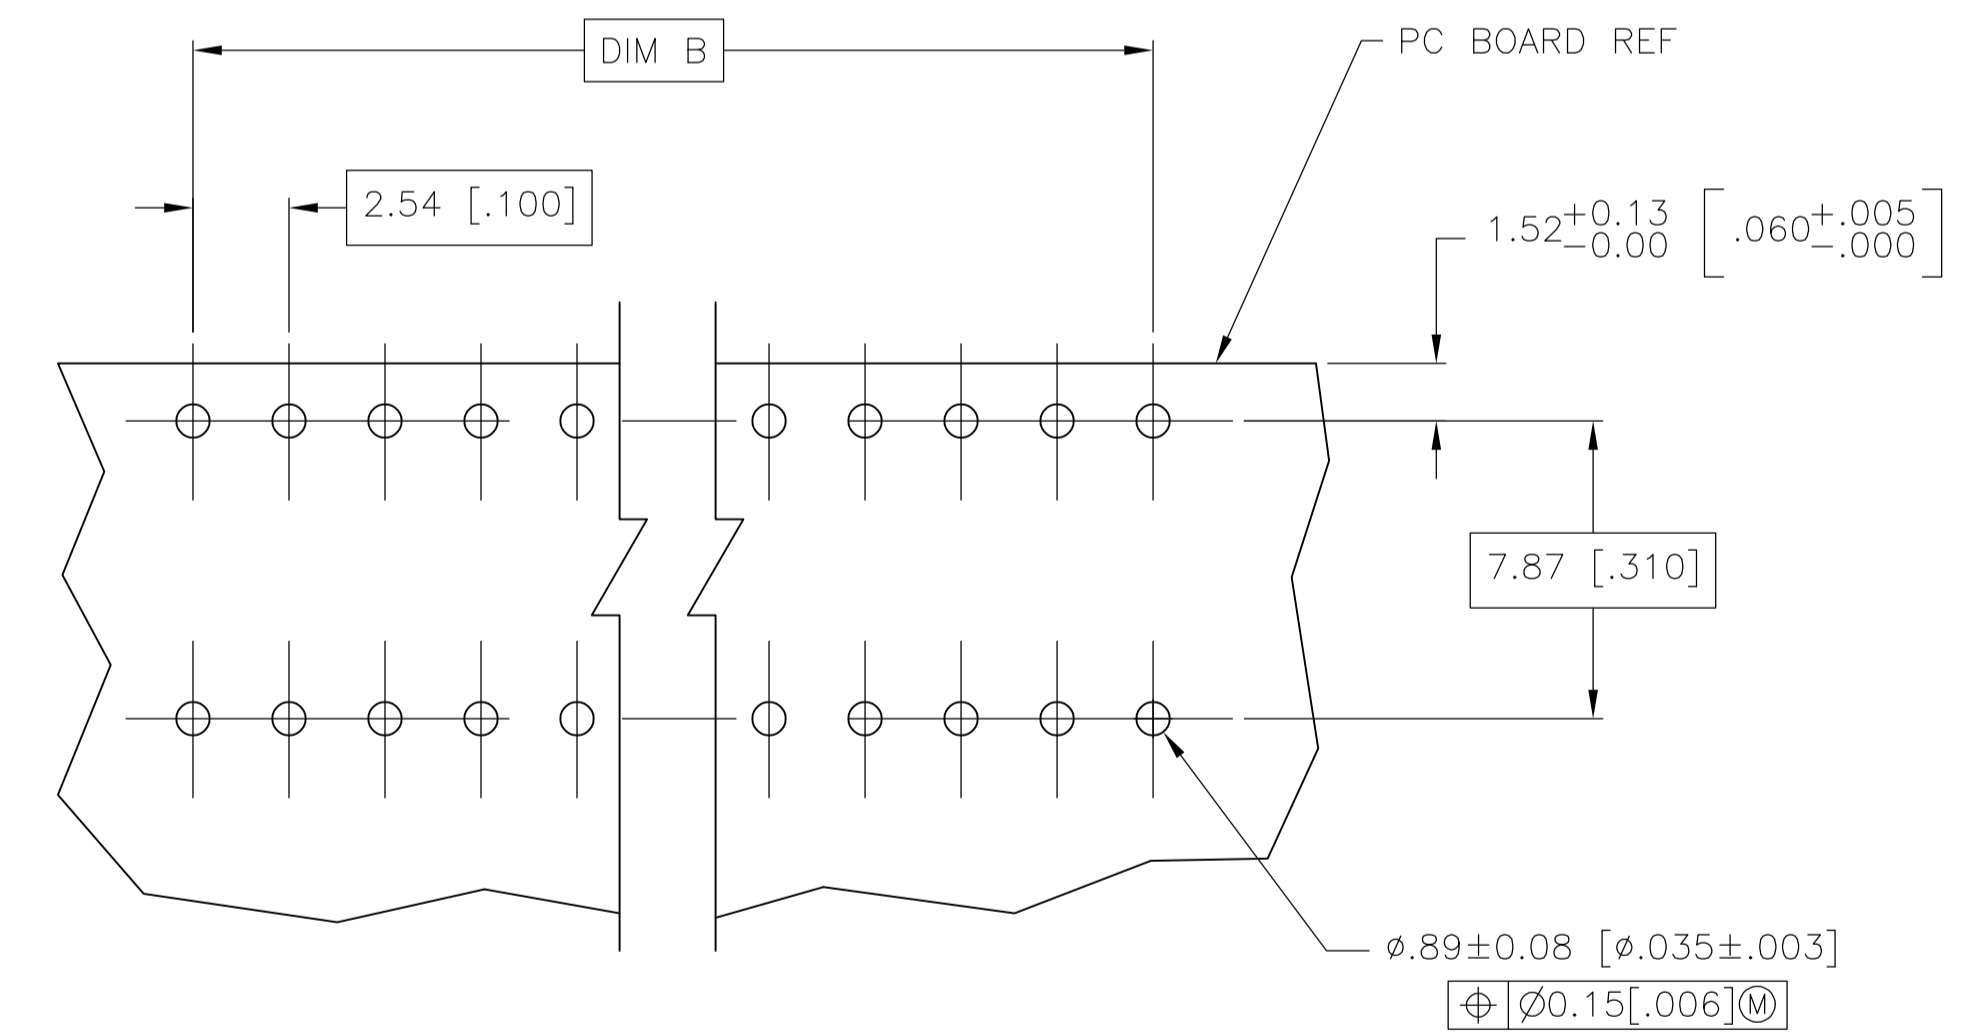 DIM B
PC BOARD REF
2.54 [.100]
1.52+0.13 -0.00 [.060+.005 -.000]
7.87 [.310]
⌀.89±0.08 [⌀.035±.003]
⌖ ⌀0.15[.006]Ⓜ